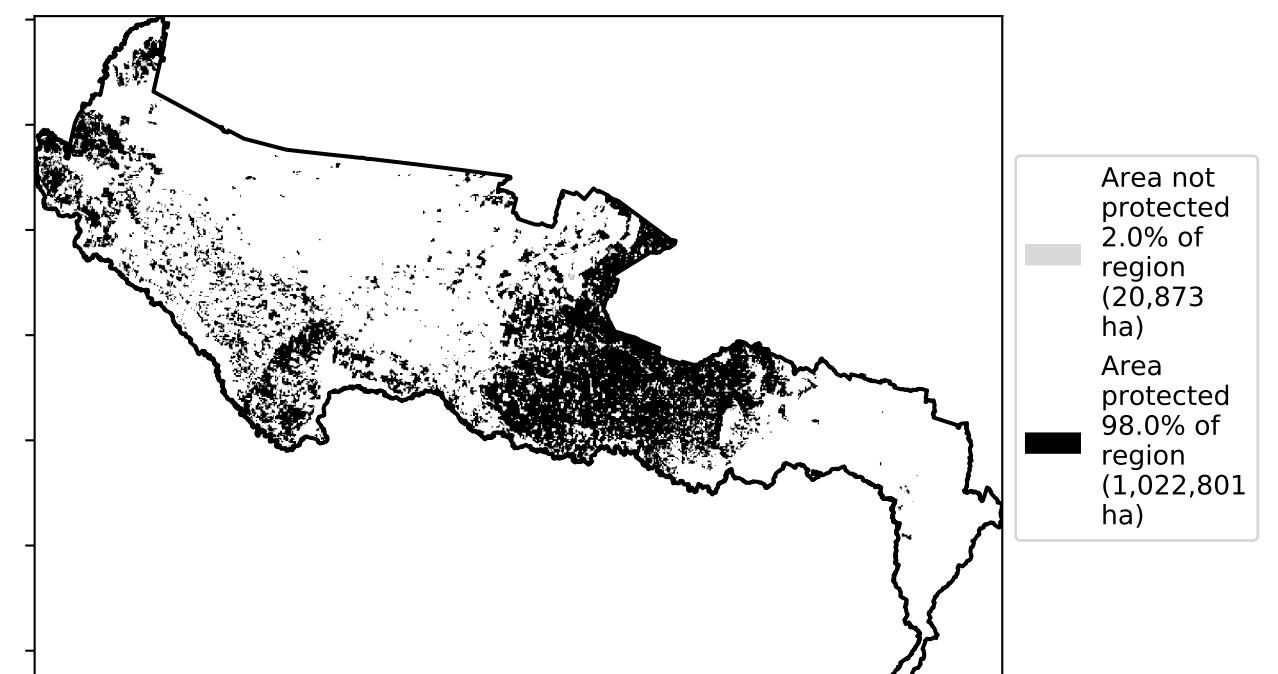 Area not
protected
2.0% of
region
(20,873
ha)
Area
protected
98.0% of
region
(1,022,801
ha)